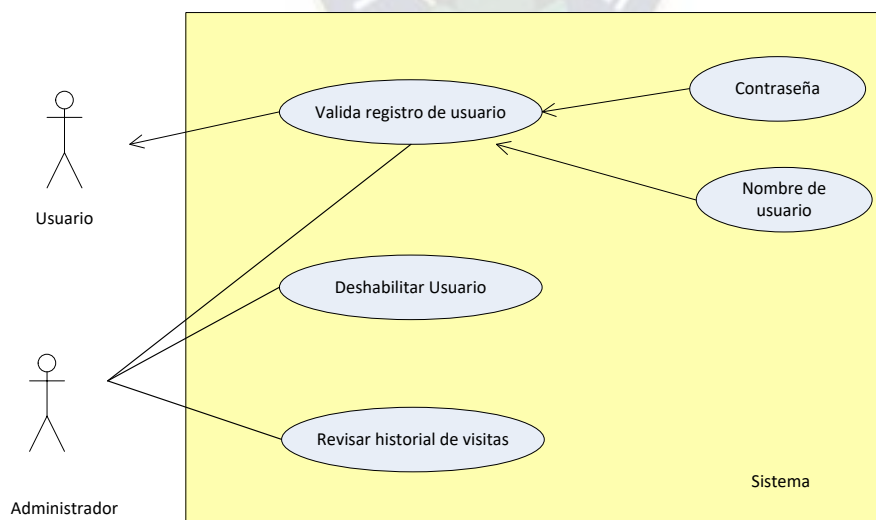 Valida registro de usuario
Contraseña
Nombre de
usuario
Usuario
Deshabilitar Usuario
Revisar historial de visitas
Sistema
Administrador